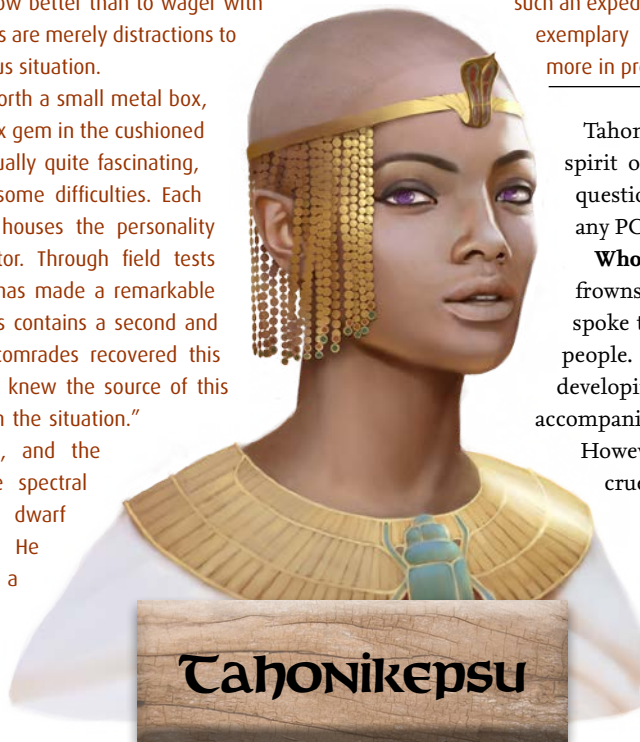 ow better than to wager with
s are merely distractions to
us situation.
orth a small metal box,
x gem in the cushioned
ually quite fascinating,
some difficulties. Each
houses the personality
tor. Through field tests
has made a remarkable
s contains a second and
comrades recovered this
knew the source of this
n the situation.”
, and the
e spectral
dwarf
He
a
such an exped
exemplary
more in pr
Tahon
spirit o
questio
any PC
Who
frowns
spoke t
people.
developin
accompani
Howev
cruc
Tahonikepsu